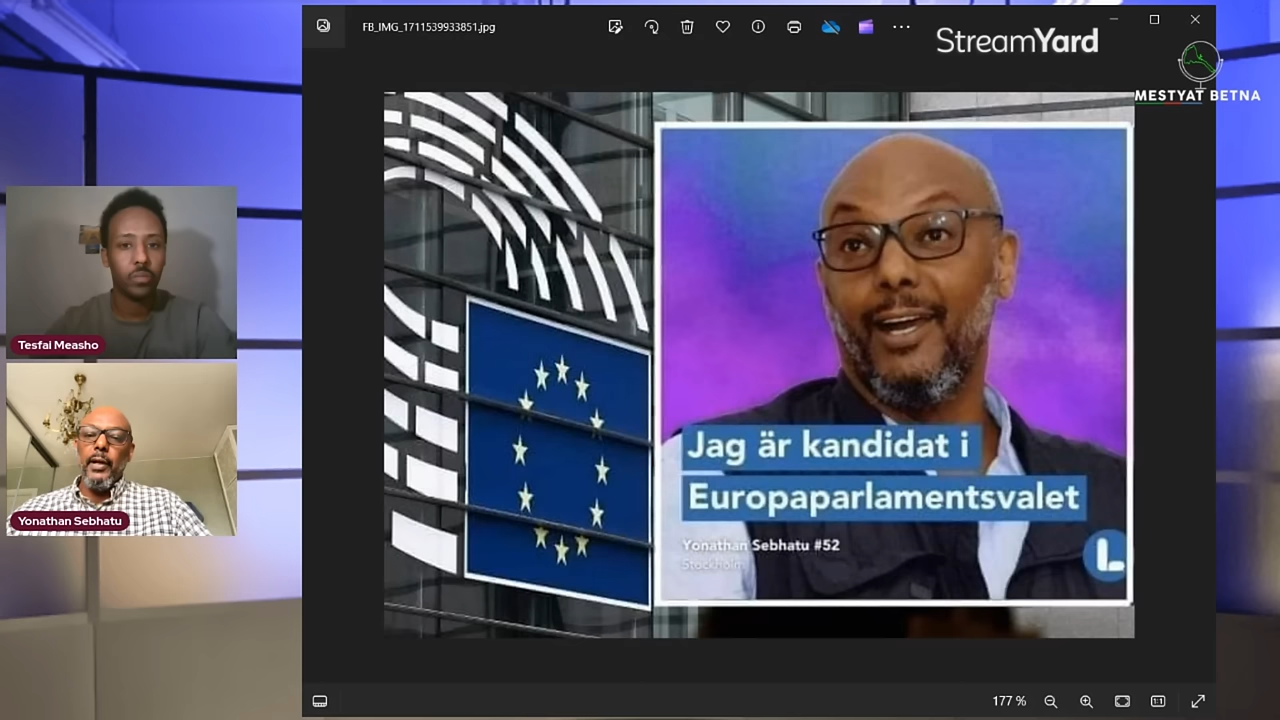 FB_IMG_1711539933851.jpg
StreamYard
MESTYAT BETNA
Tesfai Measho
Yonathan Sebhatu
Jag är kandidat i
Europaparlamentsvalet
Yonathan Sebhatu #52
Stockholm
177 %